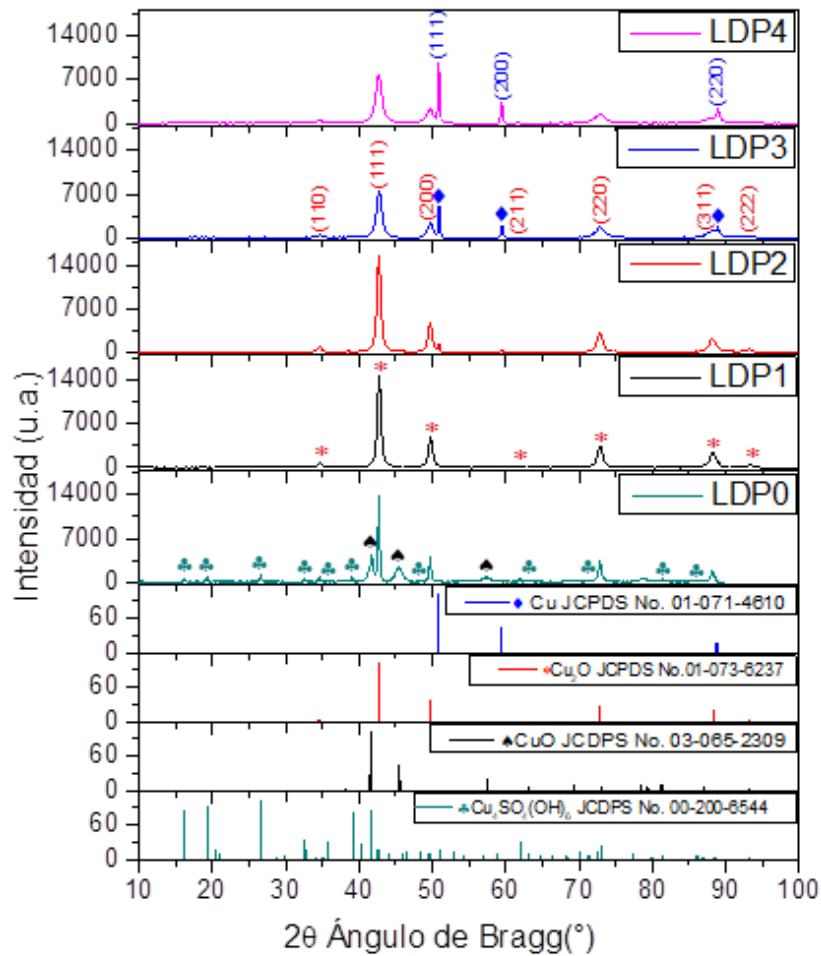 Intensidad (u.a.)
14000
7000
0
(111)
(200)
(220)
LDP4
14000
7000
0
(110)
(111)
(200)
(211)
(220)
(311)
(222)
LDP3
14000
7000
0
LDP2
14000
7000
0
* * * * * * *
LDP1
14000
7000
0
LDP0
60
0
♦ Cu JCPDS No. 01-071-4610
60
0
*Cu₂O JCPDS No.01-073-6237
60
0
♠CuO JCDPS No. 03-065-2309
60
0
♣Cu₄SO₄(OH)₆ JCDPS No. 00-200-6544
10 20 30 40 50 60 70 80 90 100
2θ Ángulo de Bragg(°)